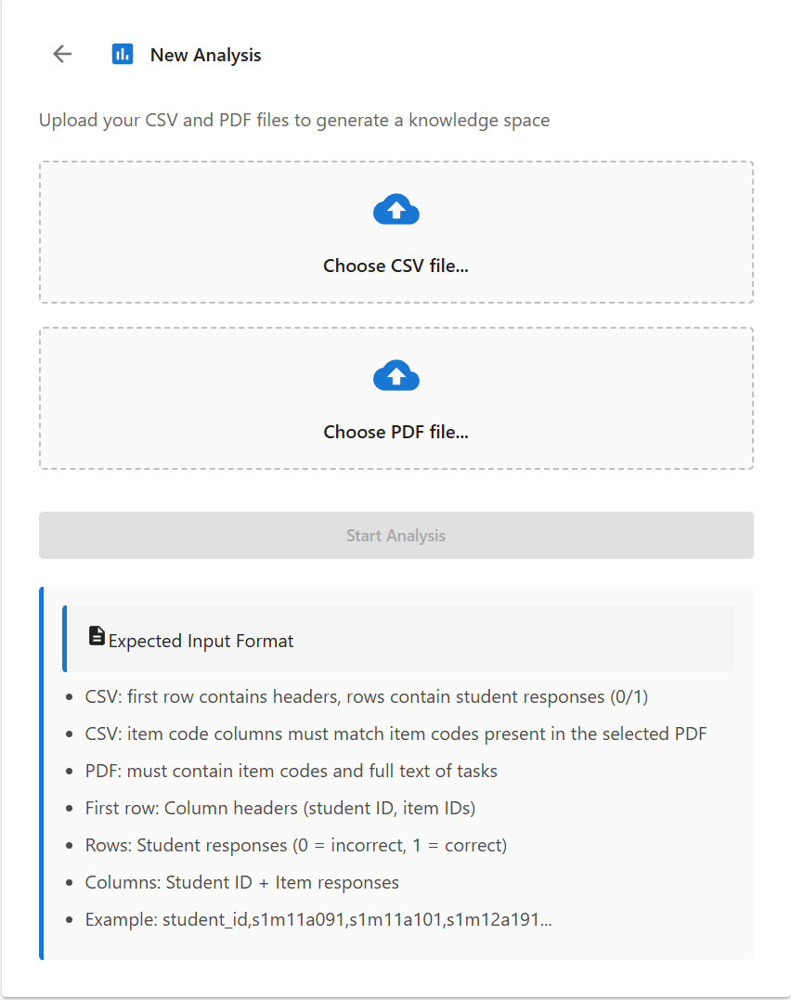 New Analysis
Upload your CSV and PDF files to generate a knowledge space
Choose CSV file...
Choose PDF file...
Start Analysis
Expected Input Format
CSV: first row contains headers, rows contain student responses (0/1)
CSV: item code columns must match item codes present in the selected PDF
PDF: must contain item codes and full text of tasks
First row: Column headers (student ID, item IDs)
Rows: Student responses (0 = incorrect, 1 = correct)
Columns: Student ID + Item responses
Example: student_id,s1m11a091,s1m11a101,s1m12a191...